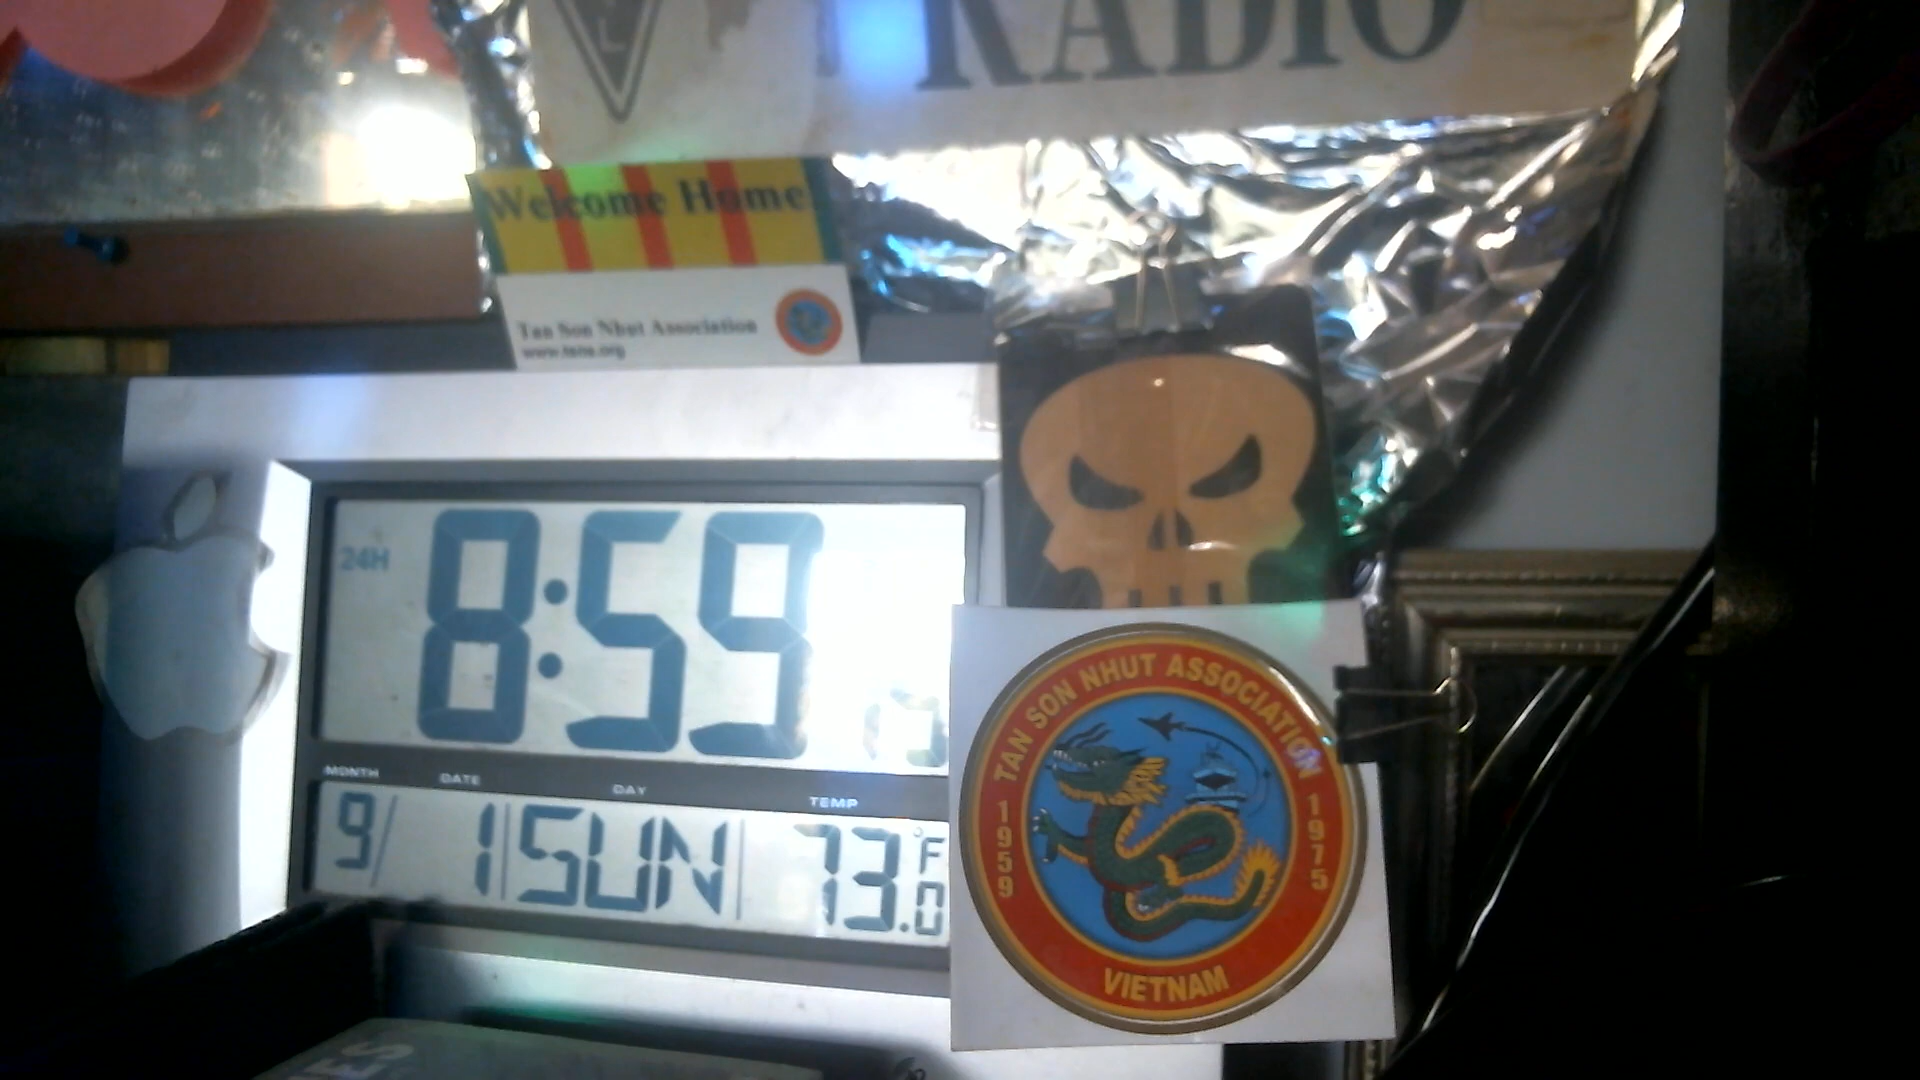 RADIO
Welcome Home
Tan Son Nhut Association
www.tsna.org
24H
8:59
MONTH DATE DAY TEMP
9/ 1 SUN 73.0 °F
TAN SON NHUT ASSOCIATION
1959 1975
VIETNAM